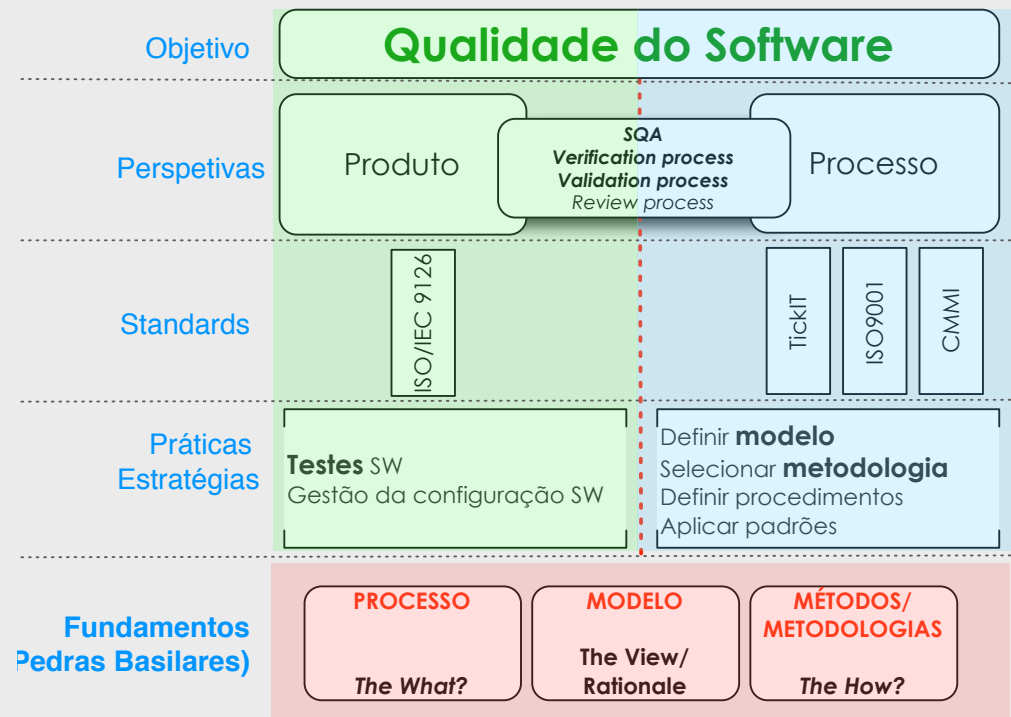 Objetivo
Qualidade do Software
Perspetivas
Produto
SQA
Verification process
Validation process
Review process
Processo
Standards
ISO/IEC 9126
TickIT
ISO9001
CMMI
Práticas
Estratégias
Testes SW
Gestão da configuração SW
Definir modelo
Selecionar metodologia
Definir procedimentos
Aplicar padrões
Fundamentos
Pedras Basilares)
PROCESSO
The What?
MODELO
The View/
Rationale
MÉTODOS/
METODOLOGIAS
The How?